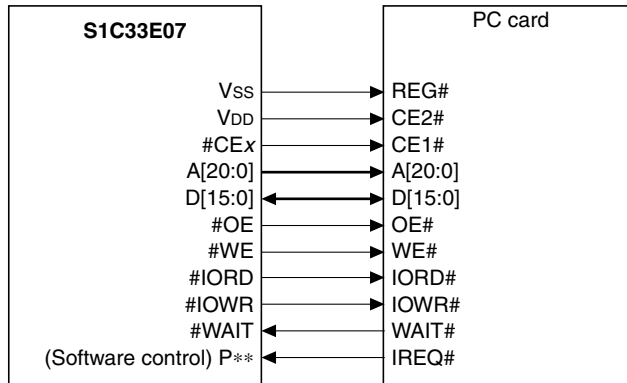 S1C33E07 PC card
VSS REG#
VDD CE2#
#CEx CE1#
A[20:0] A[20:0]
D[15:0] D[15:0]
#OE OE#
#WE WE#
#IORD IORD#
#IOWR IOWR#
#WAIT WAIT#
(Software control) P** IREQ#